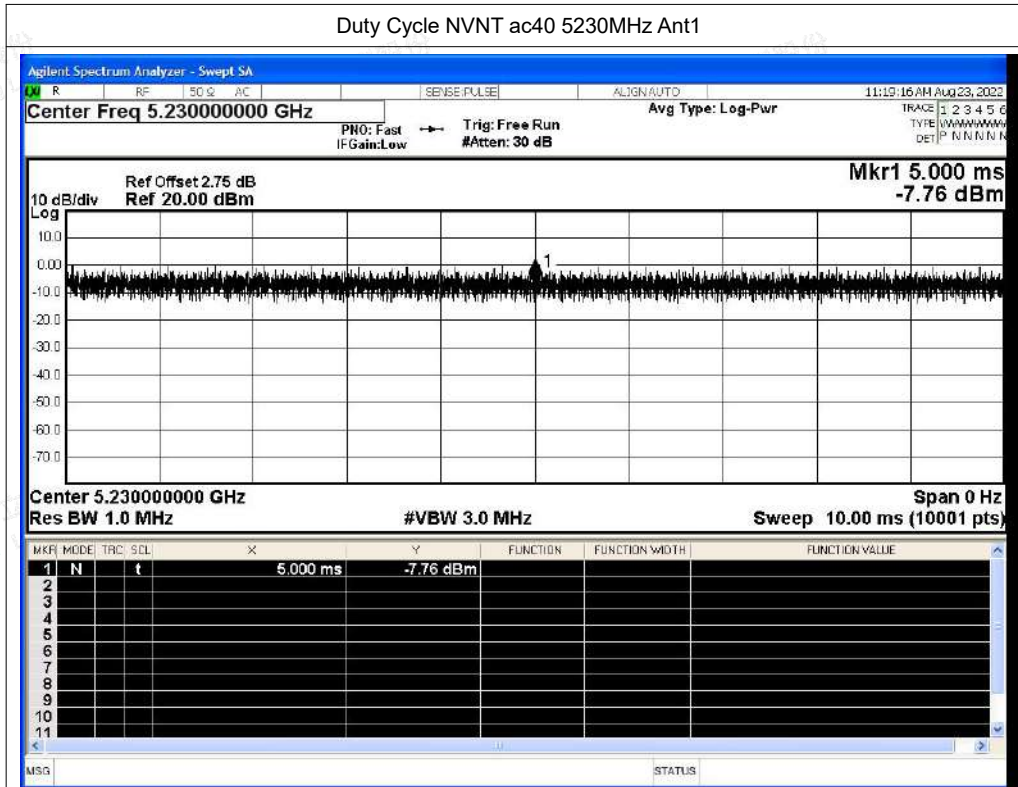 Duty Cycle NVNT ac40 5230MHz Ant1
Agilent Spectrum Analyzer - Swept SA
R RF 50 Ω AC SENSE:PULSE ALIGNAUTO 11:19:16 AM Aug 23, 2022
Center Freq 5.230000000 GHz Avg Type: Log-Pwr TRACE 1 2 3 4 5 6
PNO: Fast Trig: Free Run TYPE
IFGain:Low #Atten: 30 dB DET P N N N N N
Mkr1 5.000 ms
Ref Offset 2.75 dB
10 dB/div Ref 20.00 dBm -7.76 dBm
Log
10.0
0.00
1
-10.0
-20.0
-30.0
-40.0
-50.0
-60.0
-70.0
Center 5.230000000 GHz Span 0 Hz
Res BW 1.0 MHz #VBW 3.0 MHz Sweep 10.00 ms (10001 pts)
MKR MODE TRC SCL X Y FUNCTION FUNCTION WIDTH FUNCTION VALUE
1 N t 5.000 ms -7.76 dBm
2
3
4
5
6
7
8
9
10
11
MSG STATUS